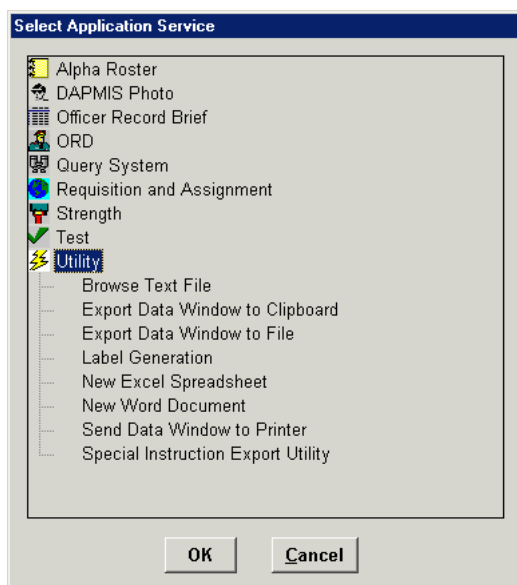 Select Application Service
Alpha Roster
DAPMIS Photo
Officer Record Brief
ORD
Query System
Requisition and Assignment
Strength
Test
Utility
Browse Text File
Export Data Window to Clipboard
Export Data Window to File
Label Generation
New Excel Spreadsheet
New Word Document
Send Data Window to Printer
Special Instruction Export Utility
OK Cancel